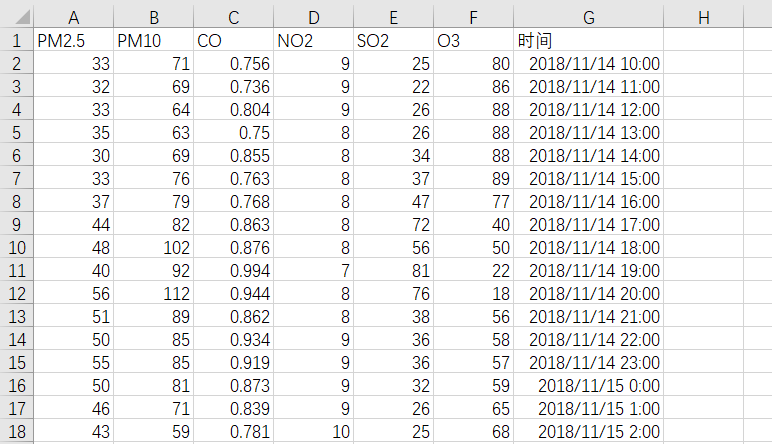 A B C D E F G H
1 PM2.5 PM10 CO NO2 SO2 O3 时间
2 33 71 0.756 9 25 80 2018/11/14 10:00
3 32 69 0.736 9 22 86 2018/11/14 11:00
4 33 64 0.804 9 26 88 2018/11/14 12:00
5 35 63 0.75 8 26 88 2018/11/14 13:00
6 30 69 0.855 8 34 88 2018/11/14 14:00
7 33 76 0.763 8 37 89 2018/11/14 15:00
8 37 79 0.768 8 47 77 2018/11/14 16:00
9 44 82 0.863 8 72 40 2018/11/14 17:00
10 48 102 0.876 8 56 50 2018/11/14 18:00
11 40 92 0.994 7 81 22 2018/11/14 19:00
12 56 112 0.944 8 76 18 2018/11/14 20:00
13 51 89 0.862 8 38 56 2018/11/14 21:00
14 50 85 0.934 9 36 58 2018/11/14 22:00
15 55 85 0.919 9 36 57 2018/11/14 23:00
16 50 81 0.873 9 32 59 2018/11/15 0:00
17 46 71 0.839 9 26 65 2018/11/15 1:00
18 43 59 0.781 10 25 68 2018/11/15 2:00